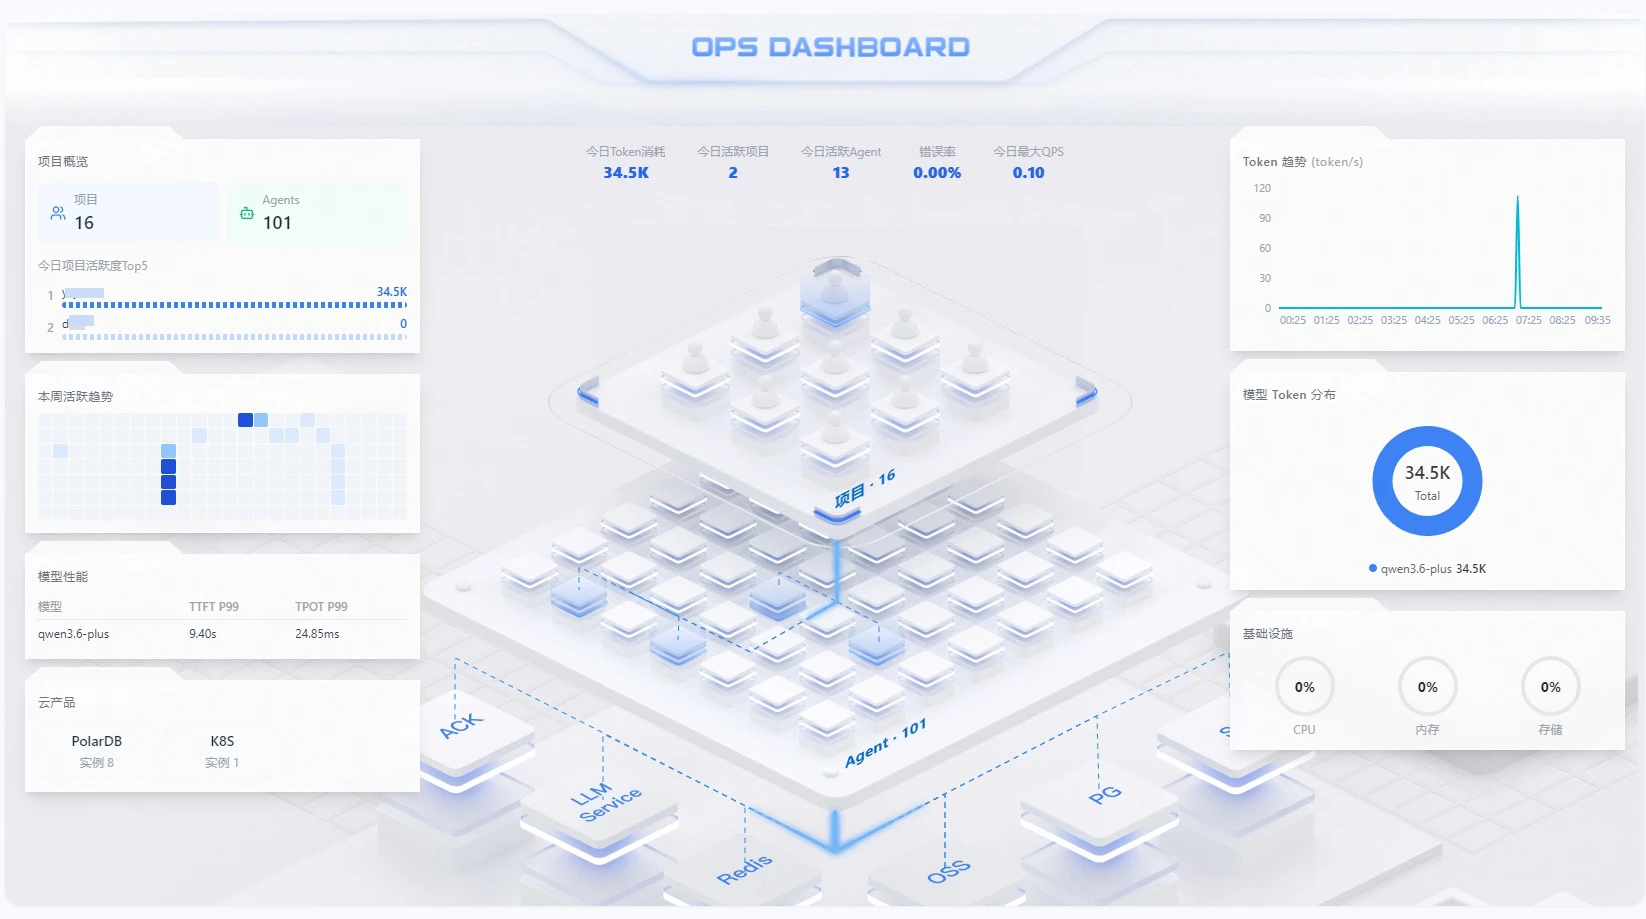 OPS DASHBOARD
项目概览
项目
16
Agents
101
今日项目活跃度Top5
1
34.5K
2 d
0
本周活跃趋势
模型性能
模型 TTFT P99 TPOT P99
qwen3.6-plus 9.40s 24.85ms
云产品
PolarDB K8S
实例 8 实例 1
今日Token消耗 今日活跃项目 今日活跃Agent 错误率 今日最大QPS
34.5K 2 13 0.00% 0.10
项目 · 16
Agent · 101
ACK
LLM
Service
Redis
OSS
PG
Token 趋势 (token/s)
120
90
60
30
0
00:25 01:25 02:25 03:25 04:25 05:25 06:25 07:25 08:25 09:35
模型 Token 分布
34.5K
Total
qwen3.6-plus 34.5K
基础设施
0% 0% 0%
CPU 内存 存储